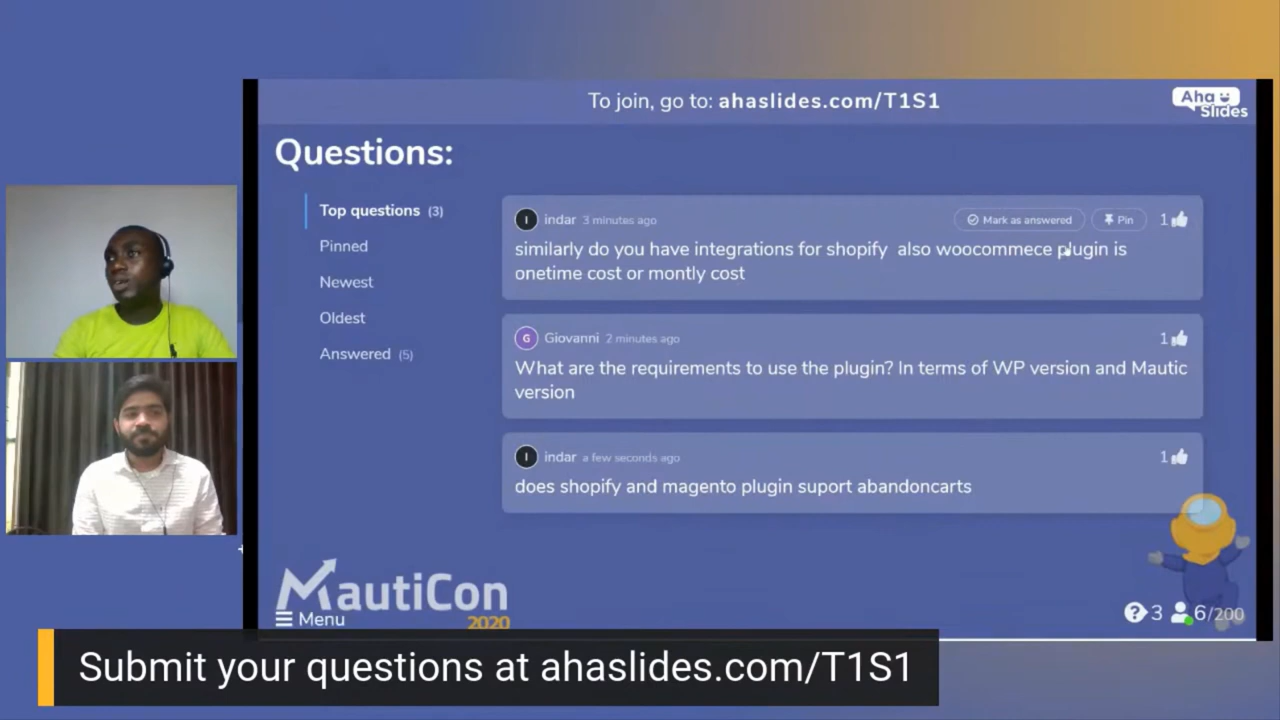 To join, go to: ahaslides.com/T1S1
Aha
Slides
Questions:
Top questions (3)
Pinned
Newest
Oldest
Answered (5)
I indar 3 minutes ago Mark as answered Pin 1
similarly do you have integrations for shopify also woocommece plugin is
onetime cost or montly cost
G Giovanni 2 minutes ago 1
What are the requirements to use the plugin? In terms of WP version and Mautic
version
I indar a few seconds ago 1
does shopify and magento plugin suport abandoncarts
MautiCon
2020
Menu
? 3 6/200
Submit your questions at ahaslides.com/T1S1